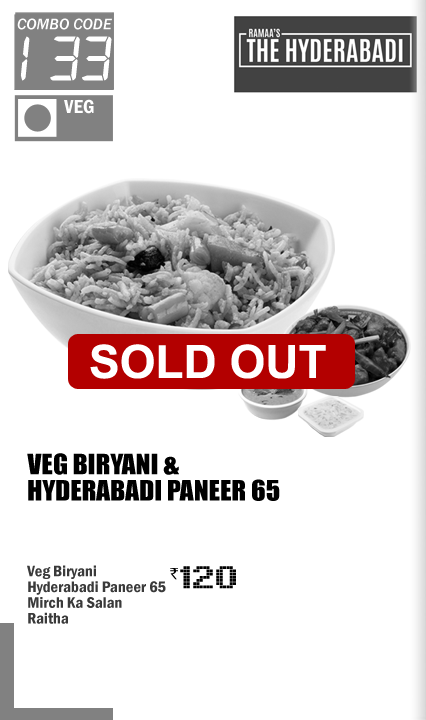 COMBO CODE
133
VEG
RAMAA'S
THE HYDERABADI
SOLD OUT
VEG BIRYANI &
HYDERABADI PANEER 65
Veg Biryani
Hyderabadi Paneer 65
₹120
Mirch Ka Salan
Raitha